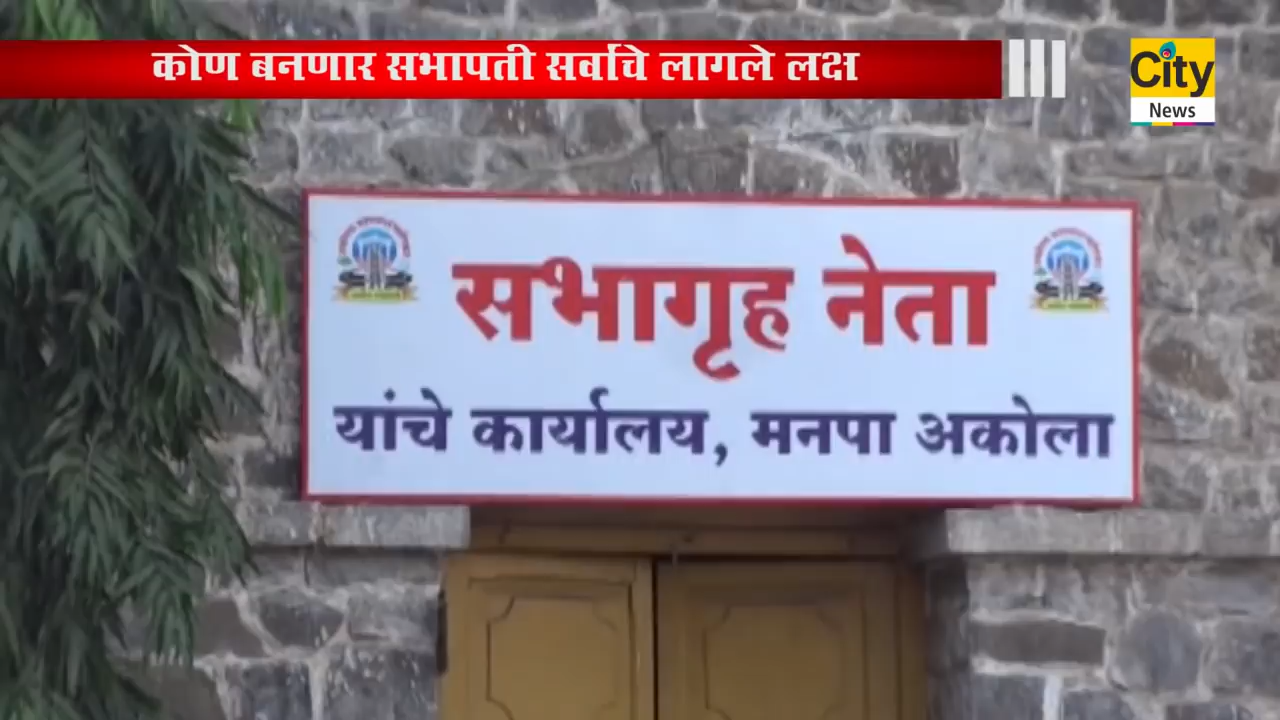 कोण बनणार सभापती सर्वाचे लागले लक्ष
City
News
सभागृह नेता
यांचे कार्यालय, मनपा अकोला